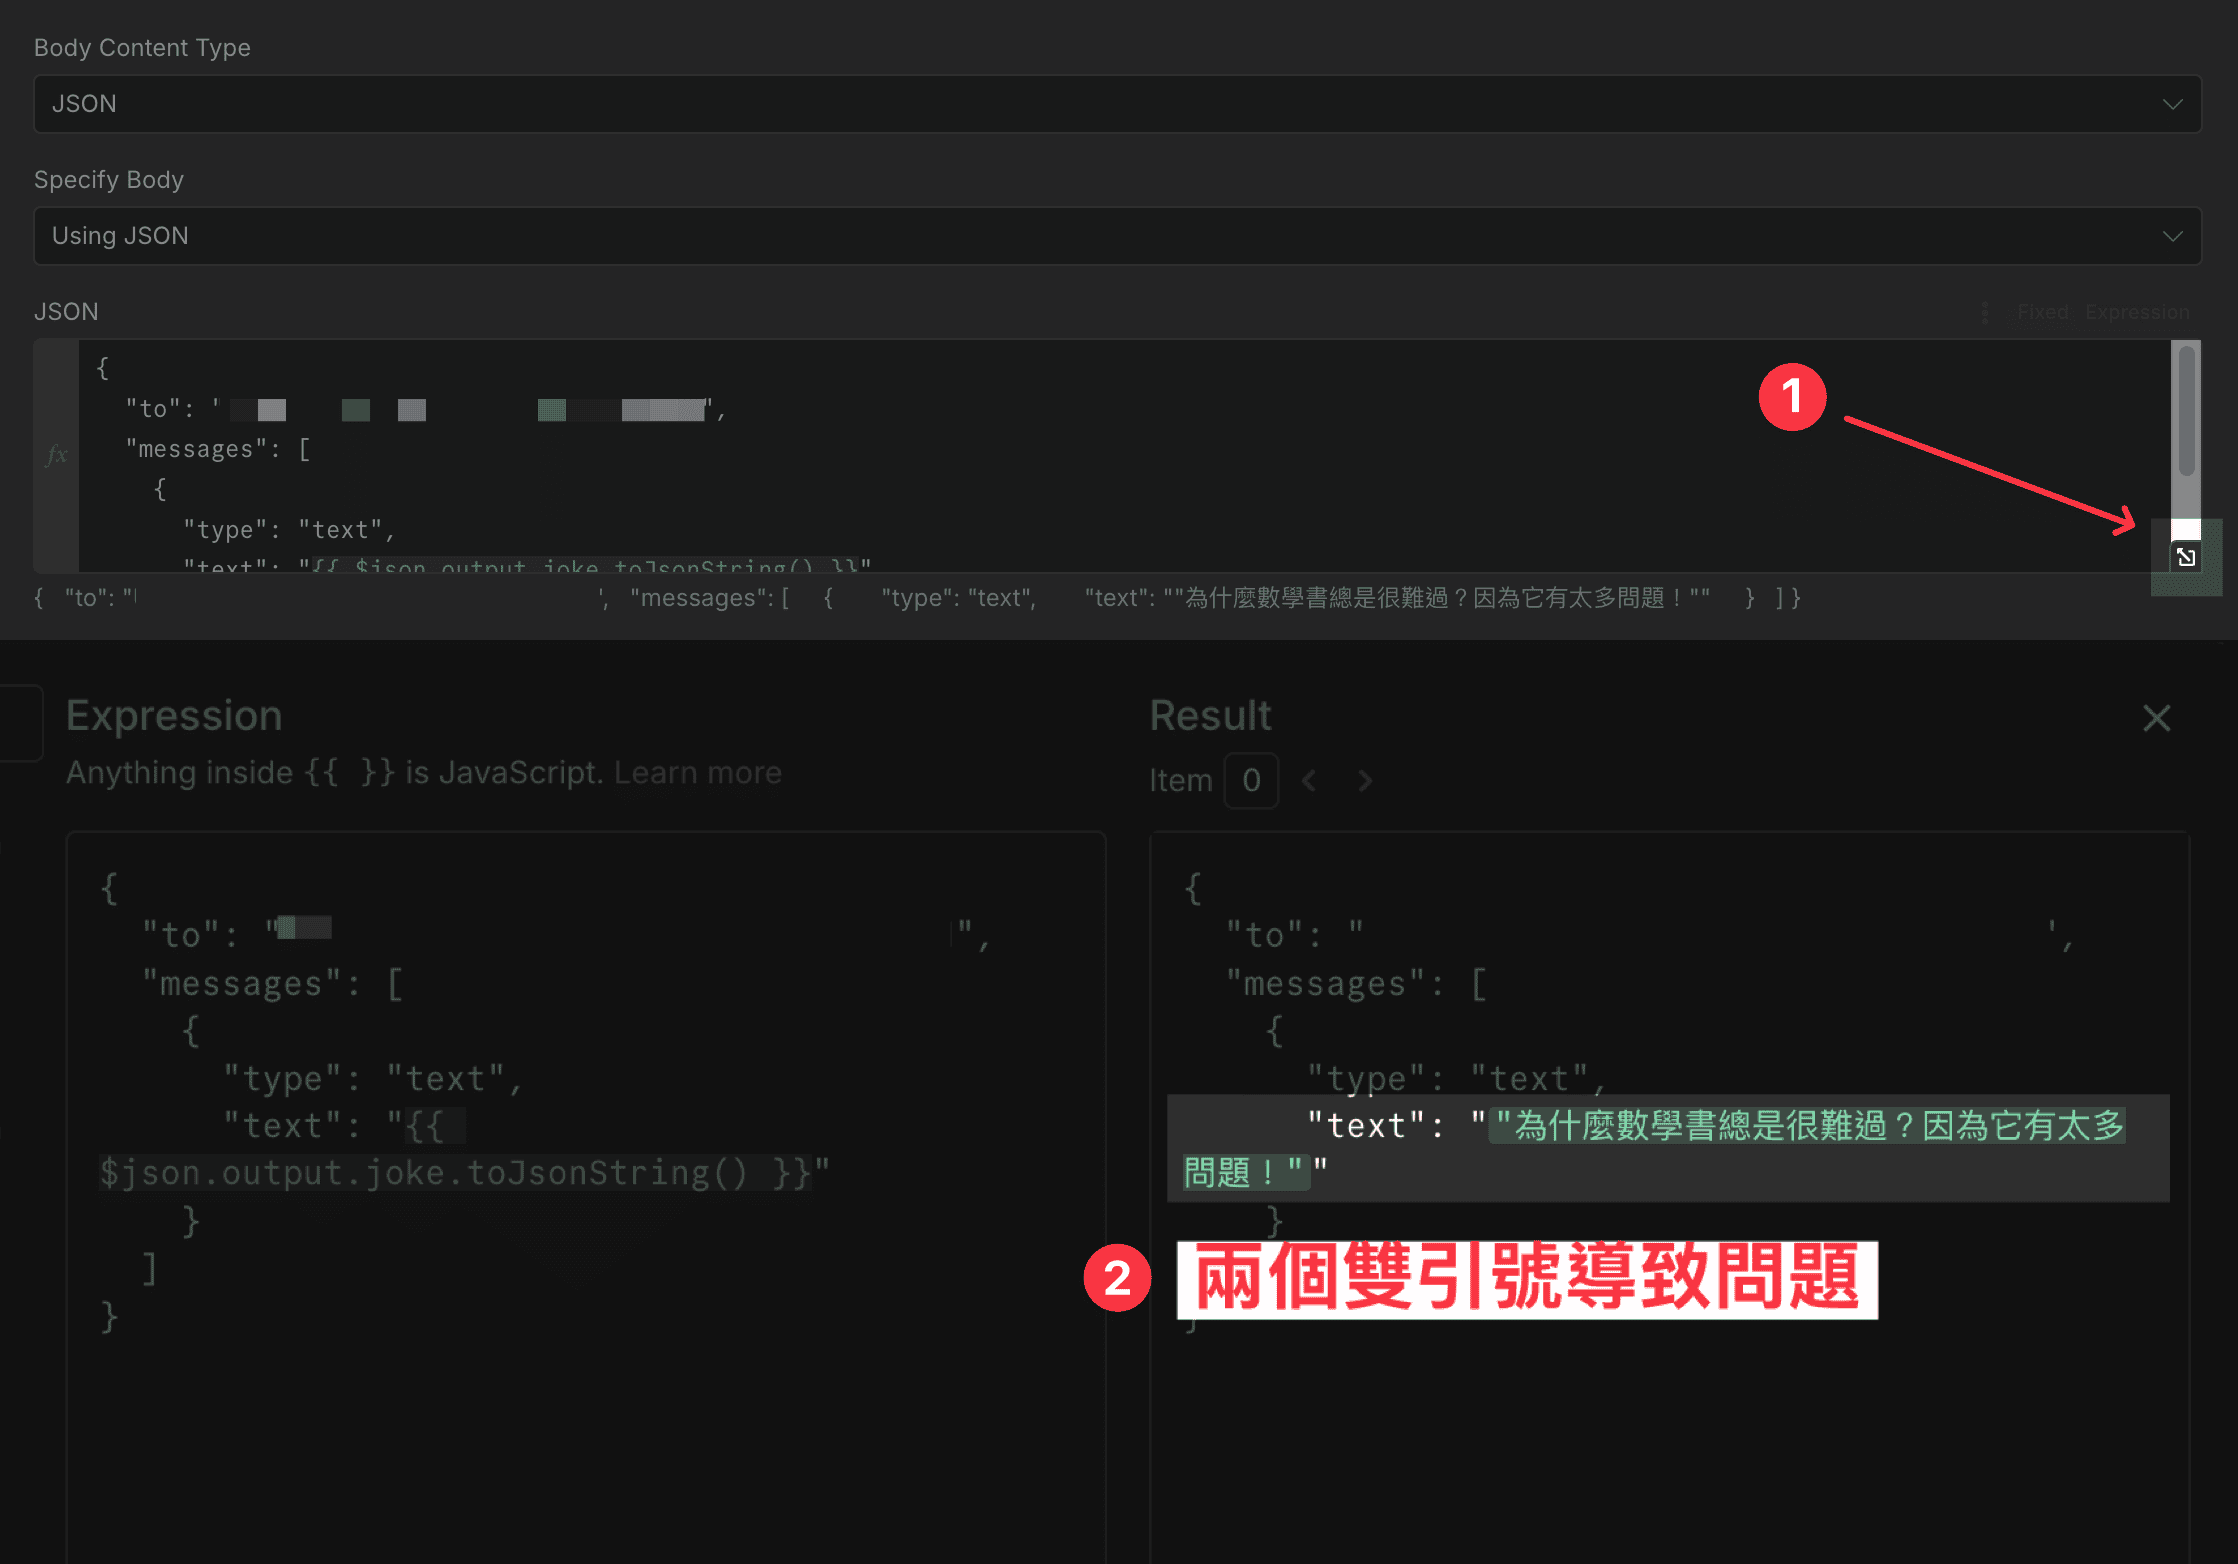 Body Content Type
JSON
Specify Body
Using JSON
JSON
Fixed Expression
fx
{
"to": " ",
"messages": [
{
"type": "text",
"text": "{{ $json.output.joke.toJsonString() }}"
1
{ "to": " ", "messages": [ { "type": "text", "text": ""為什麼數學書總是很難過？因為它有太多問題！"" } ] }
Expression
Anything inside {{ }} is JavaScript. Learn more
{
"to": " ",
"messages": [
{
"type": "text",
"text": "{{
$json.output.joke.toJsonString() }}"
}
]
}
Result
Item 0
{
"to": " ",
"messages": [
{
"type": "text",
"text": ""為什麼數學書總是很難過？因為它有太多
問題！""
}
2 兩個雙引號導致問題
}